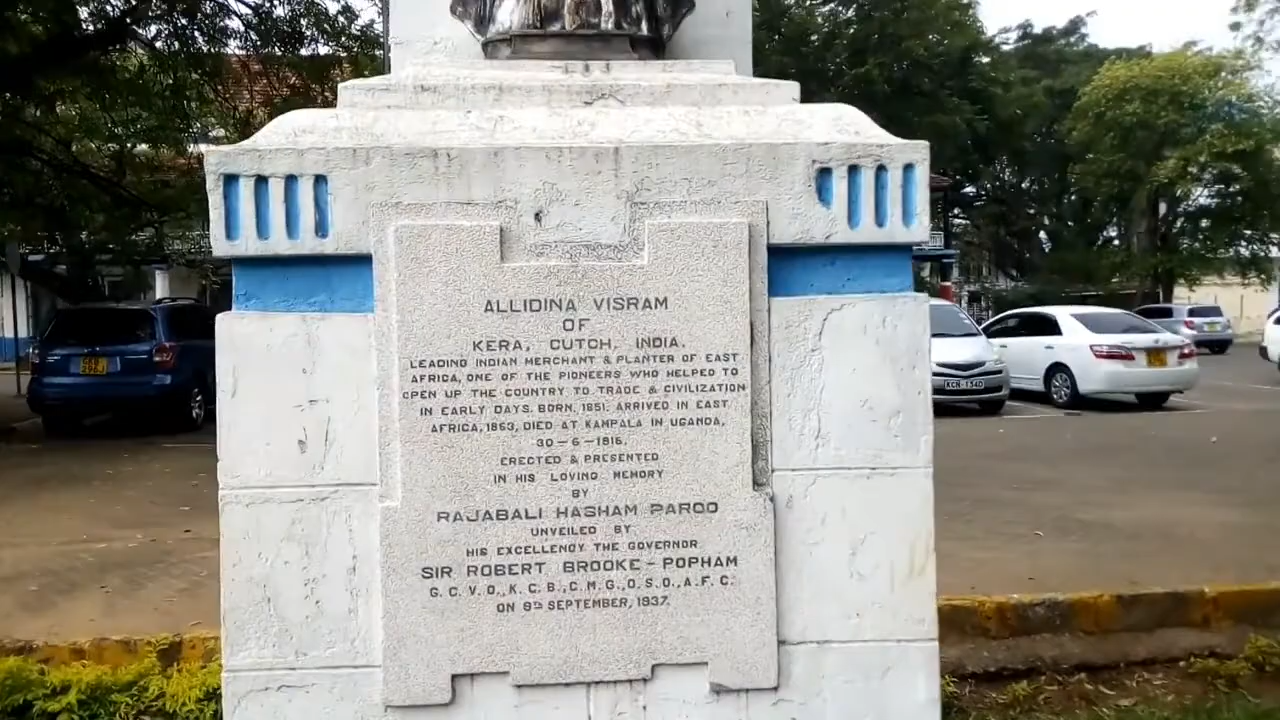 ALLIDINA VISRAM
OF
KERA, CUTCH, INDIA.
LEADING INDIAN MERCHANT & PLANTER OF EAST
AFRICA, ONE OF THE PIONEERS WHO HELPED TO
OPEN UP THE COUNTRY TO TRADE & CIVILIZATION
IN EARLY DAYS. BORN, 1851. ARRIVED IN EAST
AFRICA, 1863, DIED AT KAMPALA IN UGANDA,
30-6-1916.
ERECTED & PRESENTED
IN HIS LOVING MEMORY
BY
RAJABALI HASHAM PAROO
UNVEILED BY
HIS EXCELLENCY THE GOVERNOR
SIR ROBERT BROOKE-POPHAM
G.C.V.O., K.C.B., C.M.G., D.S.O., A.F.C.
ON 9TH SEPTEMBER, 1937.
KCH 154D